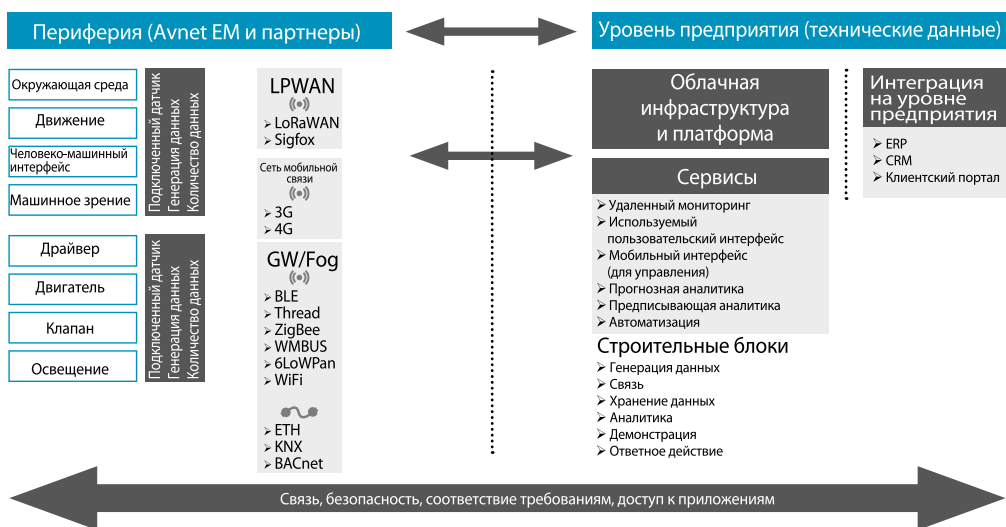 Периферия (Avnet EM и партнеры)
Уровень предприятия (технические данные)
Окружающая среда
Движение
Человеко-машинный
интерфейс
Машинное зрение
Подключенный датчик
Генерация данных
Количество данных
Драйвер
Двигатель
Клапан
Освещение
Подключенный датчик
Генерация данных
Количество данных
LPWAN
LoRaWAN
Sigfox
Сеть мобильной
связи
3G
4G
GW/Fog
BLE
Thread
ZigBee
WMBUS
6LoWPan
WiFi
ETH
KNX
BACnet
Облачная
инфраструктура
и платформа
Сервисы
Удаленный мониторинг
Используемый
пользовательский интерфейс
Мобильный интерфейс
(для управления)
Прогнозная аналитика
Предписывающая аналитика
Автоматизация
Строительные блоки
Генерация данных
Связь
Хранение данных
Аналитика
Демонстрация
Ответное действие
Интеграция
на уровне
предприятия
ERP
CRM
Клиентский портал
Связь, безопасность, соответствие требованиям, доступ к приложениям